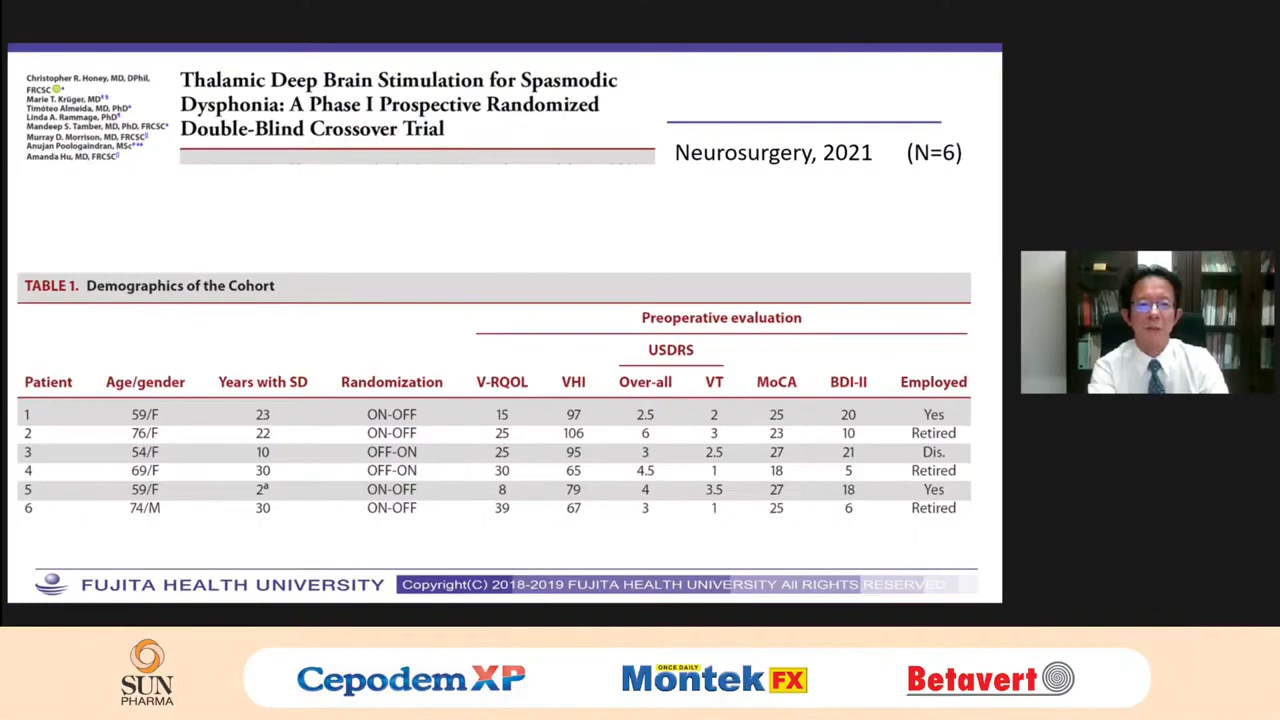 Christopher R. Honey, MD, DPhil,
FRCSC *
Marie T. Krüger, MD‡§
Timóteo Almeida, MD, PhD*
Linda A. Rammage, PhD¶
Mandeep S. Tamber, MD, PhD, FRCSC*
Murray D. Morrison, MD, FRCSC||
Anujan Poologaindran, MSc***
Amanda Hu, MD, FRCSC||
Thalamic Deep Brain Stimulation for Spasmodic
Dysphonia: A Phase I Prospective Randomized
Double-Blind Crossover Trial
Neurosurgery, 2021 (N=6)
TABLE 1. Demographics of the Cohort
Preoperative evaluation
USDRS
Patient Age/gender Years with SD Randomization V-RQOL VHI Over-all VT MoCA BDI-II Employed
1 59/F 23 ON-OFF 15 97 2.5 2 25 20 Yes
2 76/F 22 ON-OFF 25 106 6 3 23 10 Retired
3 54/F 10 OFF-ON 25 95 3 2.5 27 21 Dis.
4 69/F 30 OFF-ON 30 65 4.5 1 18 5 Retired
5 59/F 2ª ON-OFF 8 79 4 3.5 27 18 Yes
6 74/M 30 ON-OFF 39 67 3 1 25 6 Retired
FUJITA HEALTH UNIVERSITY Copyright(C) 2018-2019 FUJITA HEALTH UNIVERSITY All RIGHTS RESERVED
SUN
PHARMA
Cepodem XP
ONCE DAILY
Montek FX
Betavert